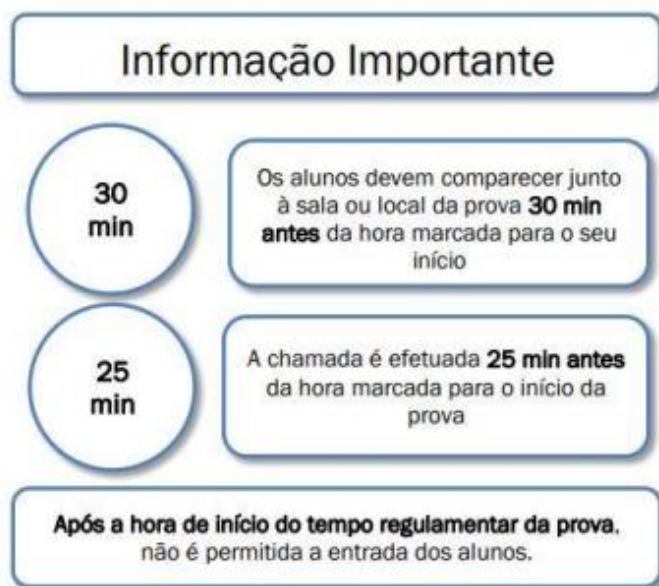 Informação Importante
30
min
Os alunos devem comparecer junto
à sala ou local da prova 30 min
antes da hora marcada para o seu
início
25
min
A chamada é efetuada 25 min antes
da hora marcada para o início da
prova
Após a hora de início do tempo regulamentar da prova,
não é permitida a entrada dos alunos.